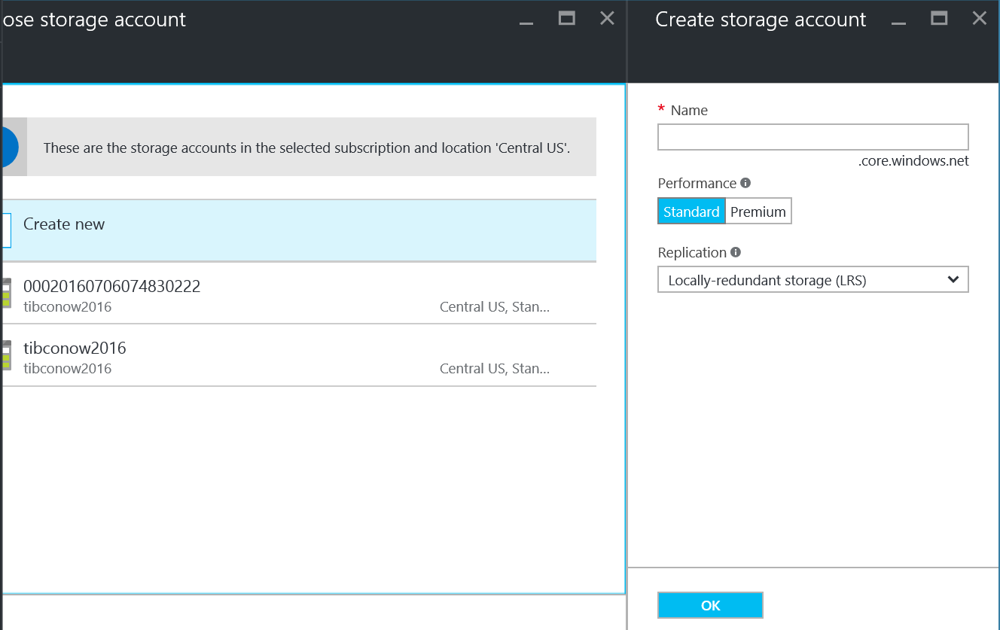 ose storage account
These are the storage accounts in the selected subscription and location 'Central US'.
Create new
00020160706074830222
tibconow2016
Central US, Stan...
tibconow2016
tibconow2016
Central US, Stan...
Create storage account
* Name
.core.windows.net
Performance
Standard Premium
Replication
Locally-redundant storage (LRS)
OK